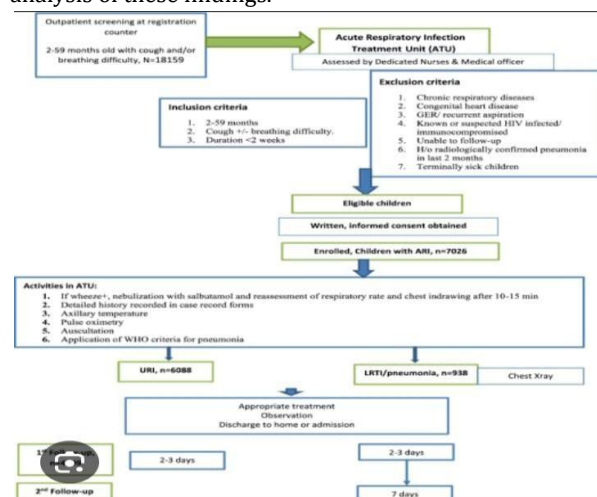 analysis of these findings.
Outpatient screening at registration
counter
2-59 months old with cough and/or
breathing difficulty, N=18159
Acute Respiratory Infection
Treatment Unit (ATU)
Assessed by Dedicated Nurses & Medical officer
Exclusion criteria
1. Chronic respiratory diseases
2. Congenital heart disease
3. GER/ recurrent aspiration
4. Known or suspected HIV infected/
immunocompromised
5. Unable to follow-up
6. H/o radiologically confirmed pneumonia
in last 2 months
7. Terminally sick children
Inclusion criteria
1. 2-59 months
2. Cough +/- breathing difficulty.
3. Duration <2 weeks
Eligible children
Written, informed consent obtained
Enrolled, Children with ARI, n=7026
Activities in ATU:
1. If wheeze+, nebulization with salbutamol and reassessment of respiratory rate and chest indrawing after 10-15 min
2. Detailed history recorded in case record forms
3. Axillary temperature
4. Pulse oximetry
5. Auscultation
6. Application of WHO criteria for pneumonia
URI, n=6088
LRTI/pneumonia, n=938
Chest Xray
Appropriate treatment
Observation
Discharge to home or admission
1st Follow-up,
2-3 days
2-3 days
2nd Follow-up
7 days